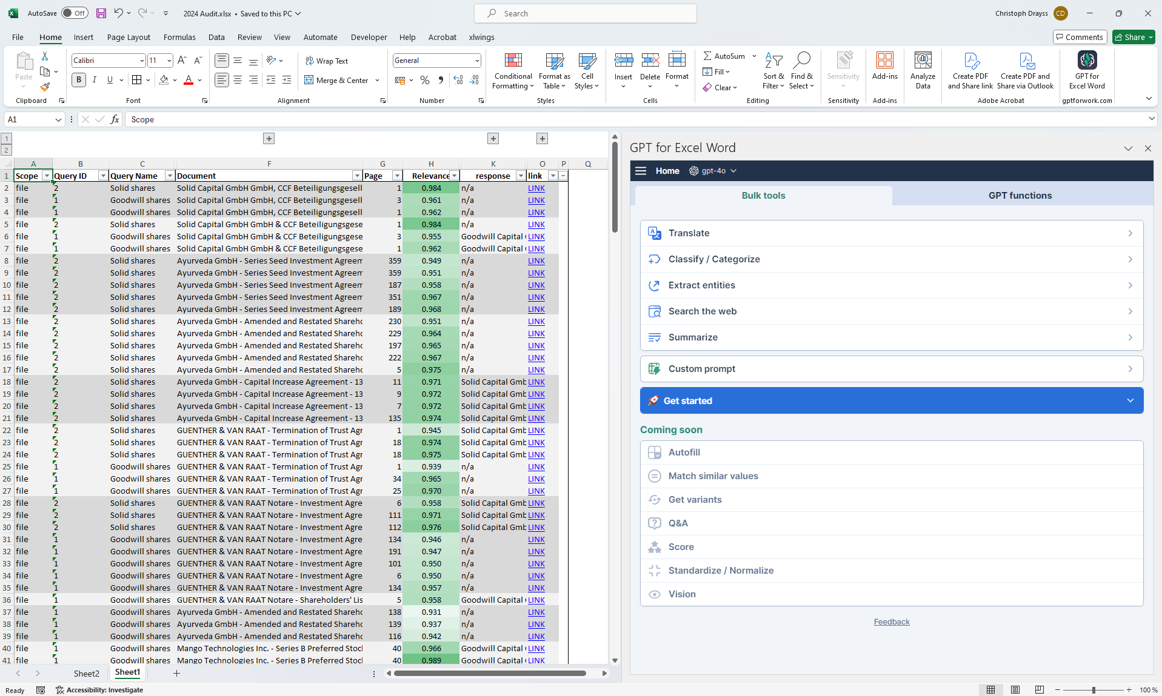 AutoSave Off 2024 Audit.xlsx • Saved to this PC Search Christoph Drayss CD
File Home Insert Page Layout Formulas Data Review View Automate Developer Help Acrobat xlwings Comments Share
Paste Calibri 11 Wrap Text General AutoSum
B I U Merge & Center Conditional Formatting Format as Table Cell Styles Insert Delete Format Fill Clear Sort & Filter Find & Select Sensitivity Add-ins Analyze Data Create PDF and Share link Create PDF and Share via Outlook GPT for Excel Word
Clipboard Font Alignment Number Styles Cells Editing Sensitivity Add-ins Adobe Acrobat gptforwork.com
A1 fx Scope
1
2
A B C F G H K O P Q
1 Scope Query ID Query Name Document Page Relevance response link
2 file 2 Solid shares Solid Capital GmbH GmbH, CCF Beteiligungsgesell 1 0.984 n/a LINK
3 file 1 Goodwill shares Solid Capital GmbH GmbH, CCF Beteiligungsgesell 3 0.961 n/a LINK
4 file 1 Goodwill shares Solid Capital GmbH GmbH, CCF Beteiligungsgesell 1 0.962 n/a LINK
5 file 2 Solid shares Solid Capital GmbH GmbH & CCF Beteiligungsgese 1 0.984 n/a LINK
6 file 1 Goodwill shares Solid Capital GmbH GmbH & CCF Beteiligungsgese 3 0.955 Goodwill Capital LINK
7 file 1 Goodwill shares Solid Capital GmbH GmbH & CCF Beteiligungsgese 1 0.962 Goodwill Capital LINK
8 file 2 Solid shares Ayurveda GmbH - Series Seed Investment Agreem 359 0.949 n/a LINK
9 file 2 Solid shares Ayurveda GmbH - Series Seed Investment Agreem 359 0.951 n/a LINK
10 file 2 Solid shares Ayurveda GmbH - Series Seed Investment Agreem 187 0.958 n/a LINK
11 file 2 Solid shares Ayurveda GmbH - Series Seed Investment Agreem 351 0.967 n/a LINK
12 file 2 Solid shares Ayurveda GmbH - Series Seed Investment Agreem 189 0.968 n/a LINK
13 file 2 Solid shares Ayurveda GmbH - Amended and Restated Shareho 230 0.951 n/a LINK
14 file 2 Solid shares Ayurveda GmbH - Amended and Restated Shareho 229 0.964 n/a LINK
15 file 2 Solid shares Ayurveda GmbH - Amended and Restated Shareho 197 0.965 n/a LINK
16 file 2 Solid shares Ayurveda GmbH - Amended and Restated Shareho 222 0.967 n/a LINK
17 file 2 Solid shares Ayurveda GmbH - Amended and Restated Shareho 5 0.975 n/a LINK
18 file 2 Solid shares Ayurveda GmbH - Capital Increase Agreement - 13 11 0.971 Solid Capital Gmb LINK
19 file 2 Solid shares Ayurveda GmbH - Capital Increase Agreement - 13 9 0.972 Solid Capital Gmb LINK
20 file 2 Solid shares Ayurveda GmbH - Capital Increase Agreement - 13 7 0.972 Solid Capital Gmb LINK
21 file 2 Solid shares Ayurveda GmbH - Capital Increase Agreement - 13 135 0.974 Solid Capital Gmb LINK
22 file 2 Solid shares GUENTHER & VAN RAAT - Termination of Trust Agr 1 0.945 Solid Capital Gmb LINK
23 file 2 Solid shares GUENTHER & VAN RAAT - Termination of Trust Agr 18 0.974 Solid Capital Gmb LINK
24 file 2 Solid shares GUENTHER & VAN RAAT - Termination of Trust Agr 18 0.975 Solid Capital Gmb LINK
25 file 1 Goodwill shares GUENTHER & VAN RAAT - Termination of Trust Agr 1 0.939 n/a LINK
26 file 1 Goodwill shares GUENTHER & VAN RAAT - Termination of Trust Agr 34 0.965 n/a LINK
27 file 1 Goodwill shares GUENTHER & VAN RAAT - Termination of Trust Agr 25 0.970 n/a LINK
28 file 2 Solid shares GUENTHER & VAN RAAT Notare - Investment Agre 6 0.958 Solid Capital Gmb LINK
29 file 2 Solid shares GUENTHER & VAN RAAT Notare - Investment Agre 111 0.971 Solid Capital Gmb LINK
30 file 2 Solid shares GUENTHER & VAN RAAT Notare - Investment Agre 112 0.976 Solid Capital Gmb LINK
31 file 1 Goodwill shares GUENTHER & VAN RAAT Notare - Investment Agre 134 0.946 n/a LINK
32 file 1 Goodwill shares GUENTHER & VAN RAAT Notare - Investment Agre 191 0.947 n/a LINK
33 file 1 Goodwill shares GUENTHER & VAN RAAT Notare - Investment Agre 101 0.950 n/a LINK
34 file 1 Goodwill shares GUENTHER & VAN RAAT Notare - Investment Agre 6 0.950 n/a LINK
35 file 1 Goodwill shares GUENTHER & VAN RAAT Notare - Investment Agre 134 0.957 n/a LINK
36 file 1 Goodwill shares GUENTHER & VAN RAAT Notare - Shareholders' Lis 5 0.958 Goodwill Capital LINK
37 file 1 Goodwill shares Ayurveda GmbH - Amended and Restated Shareho 138 0.931 n/a LINK
38 file 1 Goodwill shares Ayurveda GmbH - Amended and Restated Shareho 139 0.937 n/a LINK
39 file 1 Goodwill shares Ayurveda GmbH - Amended and Restated Shareho 116 0.942 n/a LINK
40 file 1 Goodwill shares Mango Technologies Inc. - Series B Preferred Stoc 40 0.966 Goodwill Capital LINK
41 file 1 Goodwill shares Mango Technologies Inc. - Series B Preferred Stoc 40 0.989 Goodwill Capital LINK
Sheet2 Sheet1
Ready Accessibility: Investigate 100 %
GPT for Excel Word
Home gpt-4o
Bulk tools GPT functions
Translate
Classify / Categorize
Extract entities
Search the web
Summarize
Custom prompt
Get started
Coming soon
Autofill
Match similar values
Get variants
Q&A
Score
Standardize / Normalize
Vision
Feedback